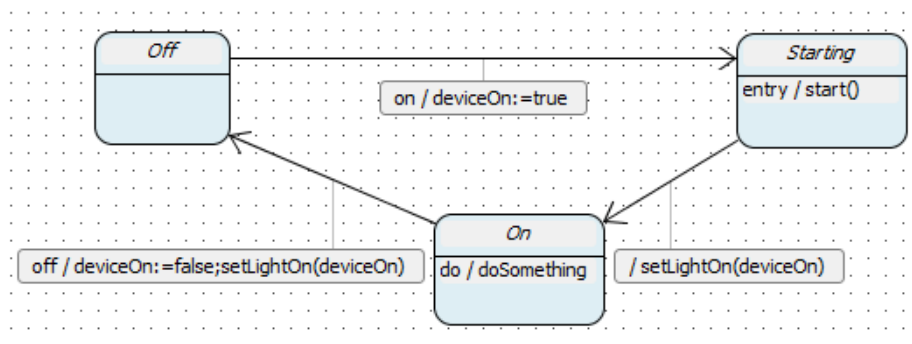 Off
Starting
entry / start()
on / deviceOn:=true
On
do / doSomething
off / deviceOn:=false;setLightOn(deviceOn)
/ setLightOn(deviceOn)